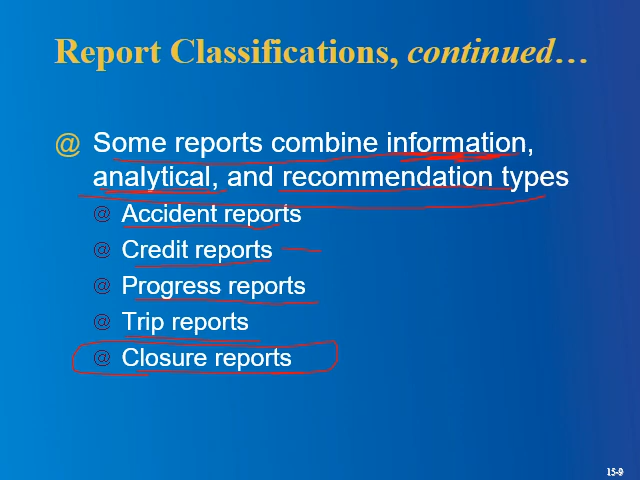 Report Classifications, continued…
@ Some reports combine information,
analytical, and recommendation types
@ Accident reports
@ Credit reports
@ Progress reports
@ Trip reports
@ Closure reports
15-9